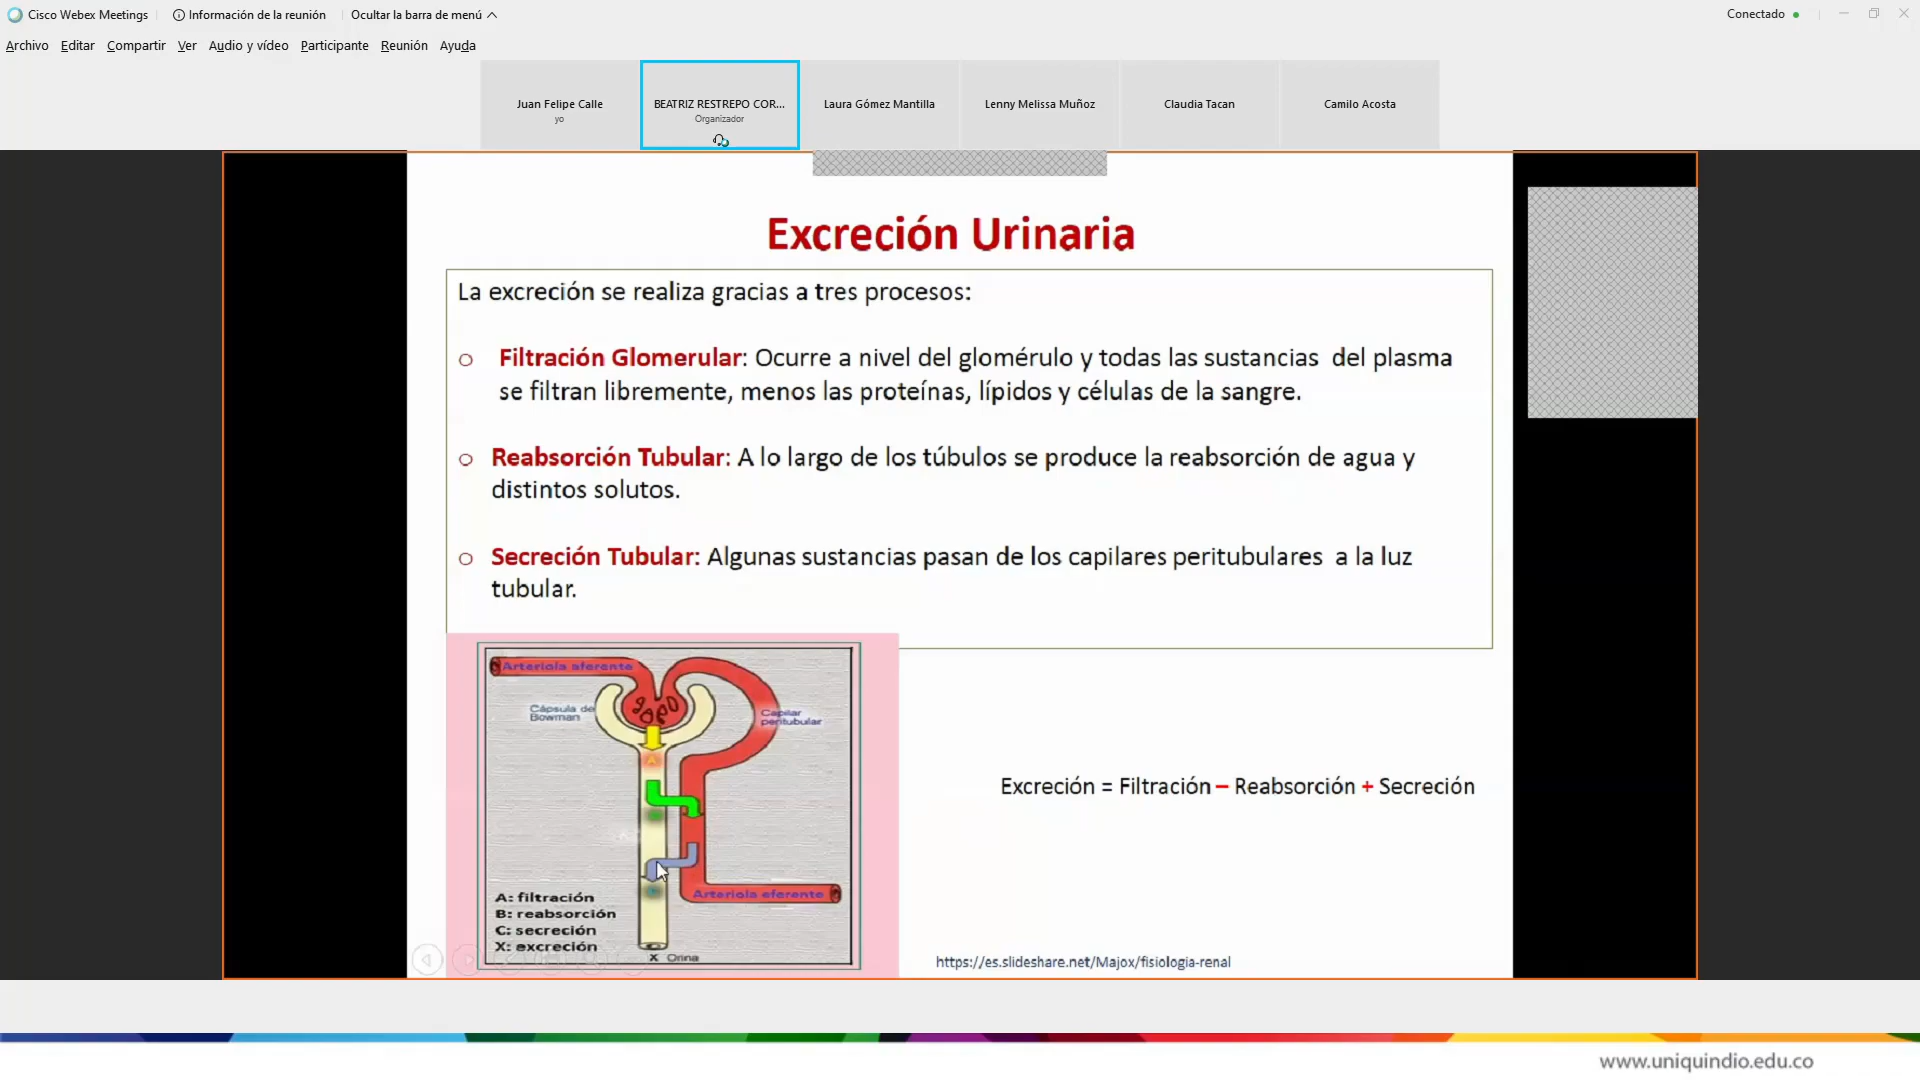 Cisco Webex Meetings
Información de la reunión
Ocultar la barra de menú
Conectado
Archivo Editar Compartir Ver Audio y vídeo Participante Reunión Ayuda
Juan Felipe Calle
yo
BEATRIZ RESTREPO COR...
Organizador
Laura Gómez Mantilla
Lenny Melissa Muñoz
Claudia Tacan
Camilo Acosta
Excreción Urinaria
La excreción se realiza gracias a tres procesos:
Filtración Glomerular: Ocurre a nivel del glomérulo y todas las sustancias del plasma
se filtran libremente, menos las proteínas, lípidos y células de la sangre.
Reabsorción Tubular: A lo largo de los túbulos se produce la reabsorción de agua y
distintos solutos.
Secreción Tubular: Algunas sustancias pasan de los capilares peritubulares a la luz
tubular.
Arteriola aferente
Cápsula de
Bowman
Capilar
peritubular
A
Arteriola eferente
A: filtración
B: reabsorción
C: secreción
X: excreción
X Orina
Excreción = Filtración – Reabsorción + Secreción
https://es.slideshare.net/Majox/fisiologia-renal
www.uniquindio.edu.co